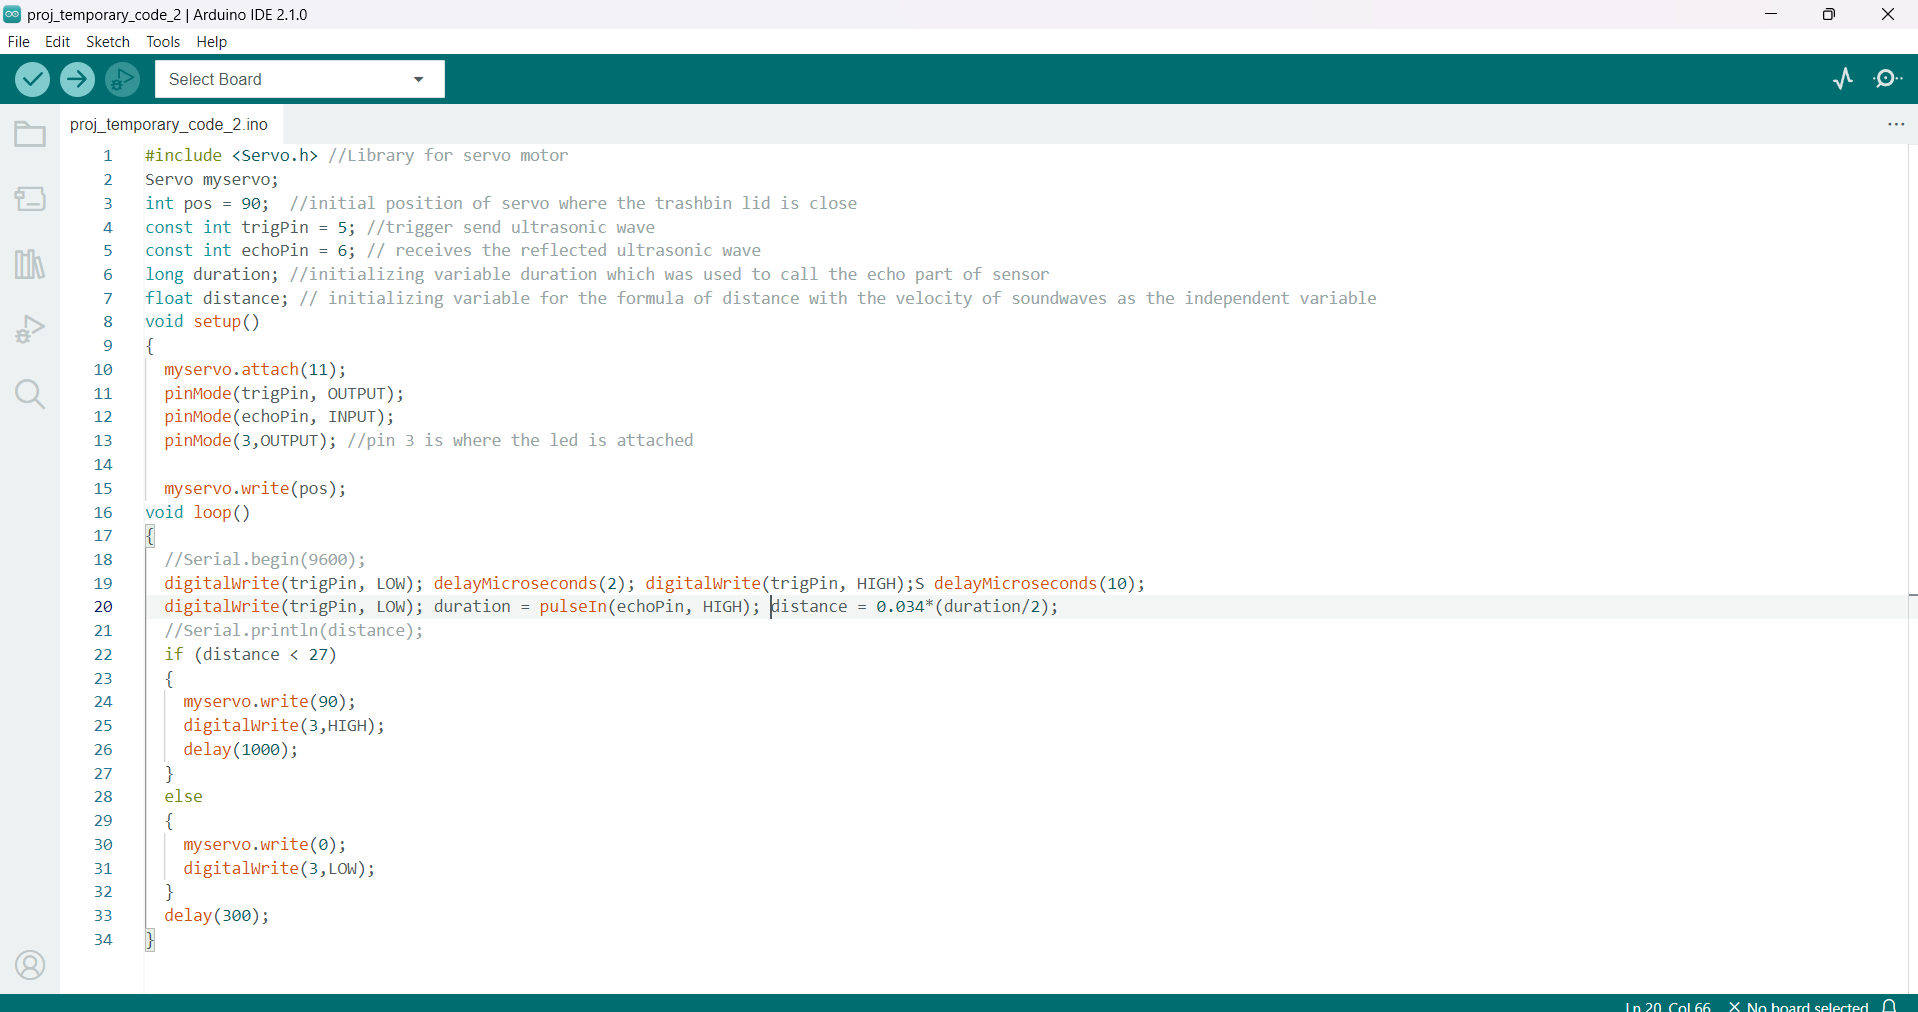 proj_temporary_code_2 | Arduino IDE 2.1.0
File Edit Sketch Tools Help
Select Board
proj_temporary_code_2.ino
1 #include <Servo.h> //Library for servo motor
2 Servo myservo;
3 int pos = 90;  //initial position of servo where the trashbin lid is close
4 const int trigPin = 5; //trigger send ultrasonic wave
5 const int echoPin = 6; // receives the reflected ultrasonic wave
6 long duration; //initializing variable duration which was used to call the echo part of sensor
7 float distance; // initializing variable for the formula of distance with the velocity of soundwaves as the independent variable
8 void setup()
9 {
10   myservo.attach(11);
11   pinMode(trigPin, OUTPUT);
12   pinMode(echoPin, INPUT);
13   pinMode(3,OUTPUT); //pin 3 is where the led is attached
14
15   myservo.write(pos);
16 void loop()
17 {
18   //Serial.begin(9600);
19   digitalWrite(trigPin, LOW); delayMicroseconds(2); digitalWrite(trigPin, HIGH);S delayMicroseconds(10);
20   digitalWrite(trigPin, LOW); duration = pulseIn(echoPin, HIGH); distance = 0.034*(duration/2);
21   //Serial.println(distance);
22   if (distance < 27)
23   {
24     myservo.write(90);
25     digitalWrite(3,HIGH);
26     delay(1000);
27   }
28   else
29   {
30     myservo.write(0);
31     digitalWrite(3,LOW);
32   }
33   delay(300);
34 }
Ln 20, Col 66 No board selected